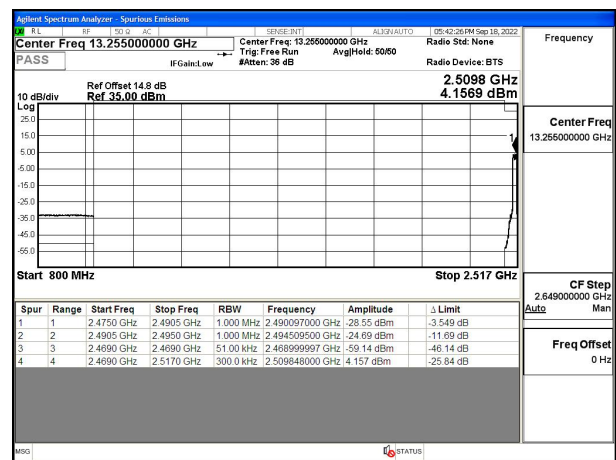 Agilent Spectrum Analyzer - Spurious Emissions
RL RF 50 Ω AC SENSE:INT ALIGN AUTO 05:42:26 PM Sep 18, 2022
Center Freq 13.255000000 GHz Center Freq: 13.255000000 GHz Radio Std: None Frequency
Trig: Free Run Avg|Hold: 50/50
PASS IFGain:Low #Atten: 36 dB Radio Device: BTS
Ref Offset 14.8 dB 2.5098 GHz
10 dB/div Ref 35.00 dBm 4.1569 dBm
Log
25.0
15.0 1
5.00
-5.00
-15.0
-25.0
-35.0
-45.0
-55.0
Start 800 MHz Stop 2.517 GHz
Center Freq
13.255000000 GHz
CF Step
2.649000000 GHz
Auto Man
Freq Offset
0 Hz
Spur Range Start Freq Stop Freq RBW Frequency Amplitude Δ Limit
1 1 2.4750 GHz 2.4905 GHz 1.000 MHz 2.490097000 GHz -28.55 dBm -3.549 dB
2 2 2.4905 GHz 2.4950 GHz 1.000 MHz 2.494509500 GHz -24.69 dBm -11.69 dB
3 3 2.4690 GHz 2.4690 GHz 51.00 kHz 2.468999997 GHz -59.14 dBm -46.14 dB
4 4 2.4690 GHz 2.5170 GHz 300.0 kHz 2.509848000 GHz 4.157 dBm -25.84 dB
MSG STATUS